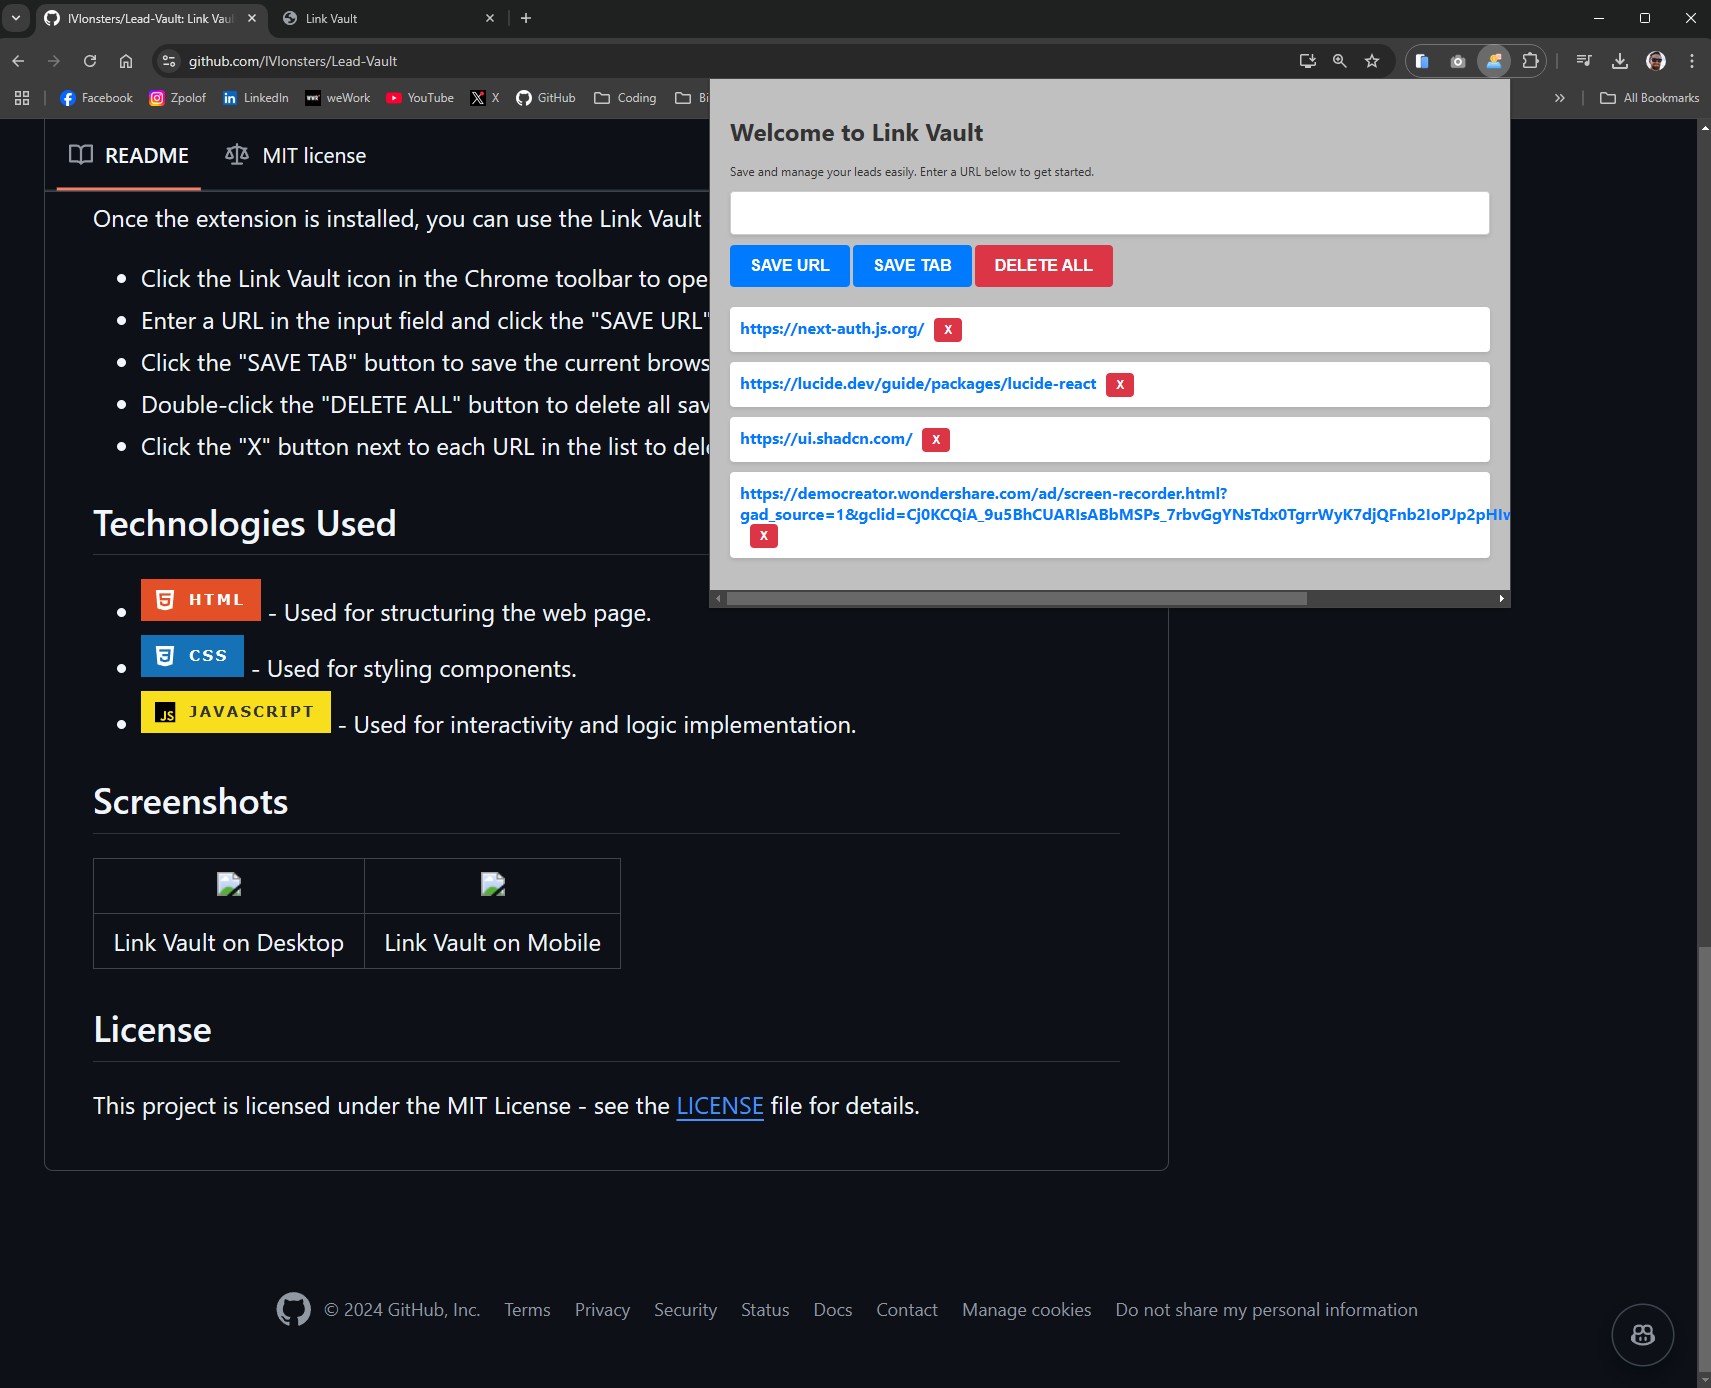 IVIonsters/Lead-Vault: Link Vau
Link Vault
github.com/IVIonsters/Lead-Vault
Facebook
Zpolof
LinkedIn
weWork
YouTube
X
GitHub
Coding
Bi
All Bookmarks
README
MIT license
Once the extension is installed, you can use the Link Vault
Click the Link Vault icon in the Chrome toolbar to ope
Enter a URL in the input field and click the "SAVE URL"
Click the "SAVE TAB" button to save the current brows
Double-click the "DELETE ALL" button to delete all sav
Click the "X" button next to each URL in the list to dele
Technologies Used
HTML - Used for structuring the web page.
CSS - Used for styling components.
JS JAVASCRIPT - Used for interactivity and logic implementation.
Screenshots
Link Vault on Desktop
Link Vault on Mobile
License
This project is licensed under the MIT License - see the LICENSE file for details.
© 2024 GitHub, Inc.
Terms
Privacy
Security
Status
Docs
Contact
Manage cookies
Do not share my personal information
Welcome to Link Vault
Save and manage your leads easily. Enter a URL below to get started.
SAVE URL
SAVE TAB
DELETE ALL
https://next-auth.js.org/ X
https://lucide.dev/guide/packages/lucide-react X
https://ui.shadcn.com/ X
https://democreator.wondershare.com/ad/screen-recorder.html?
gad_source=1&gclid=Cj0KCQiA_9u5BhCUARIsABbMSPs_7rbvGgYNsTdx0TgrrWyK7djQFnb2IoPJp2pHIw
X